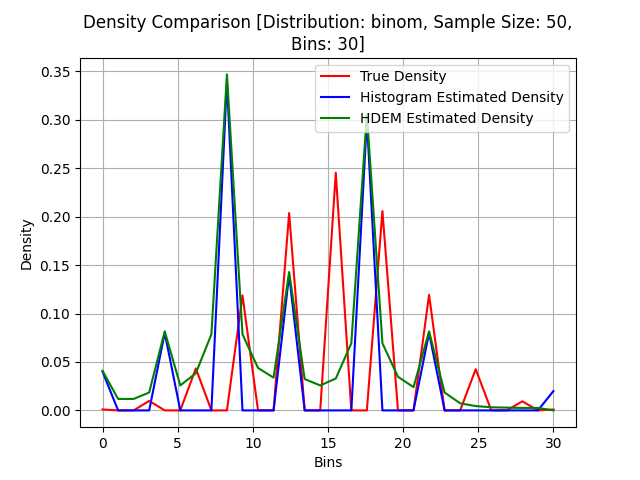 Density Comparison [Distribution: binom, Sample Size: 50,
Bins: 30]
True Density
Histogram Estimated Density
HDEM Estimated Density
Density
0.35
0.30
0.25
0.20
0.15
0.10
0.05
0.00
0 5 10 15 20 25 30
Bins